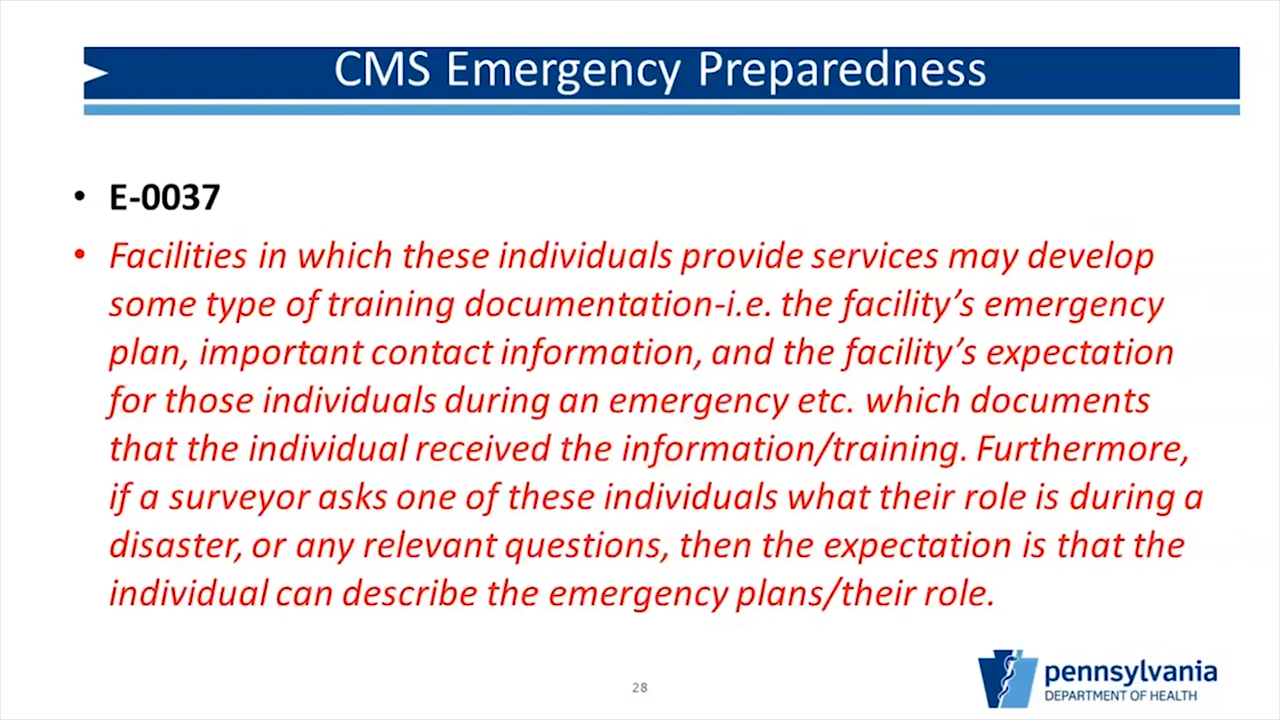 CMS Emergency Preparedness
• E-0037
• Facilities in which these individuals provide services may develop
some type of training documentation-i.e. the facility’s emergency
plan, important contact information, and the facility’s expectation
for those individuals during an emergency etc. which documents
that the individual received the information/training. Furthermore,
if a surveyor asks one of these individuals what their role is during a
disaster, or any relevant questions, then the expectation is that the
individual can describe the emergency plans/their role.
28
pennsylvania
DEPARTMENT OF HEALTH